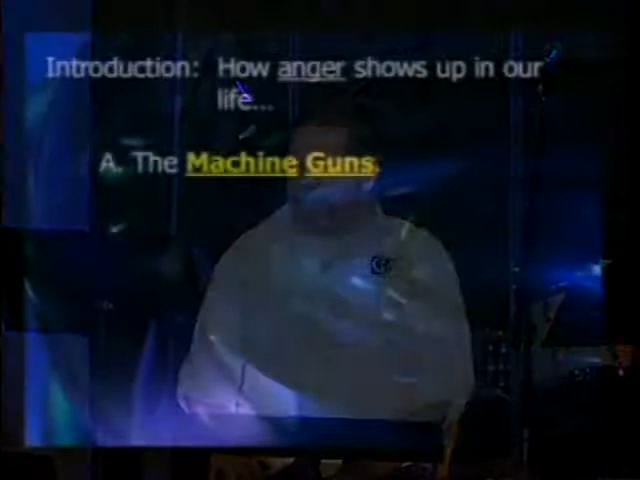 Introduction: How anger shows up in our
life...
A. The Machine Guns.